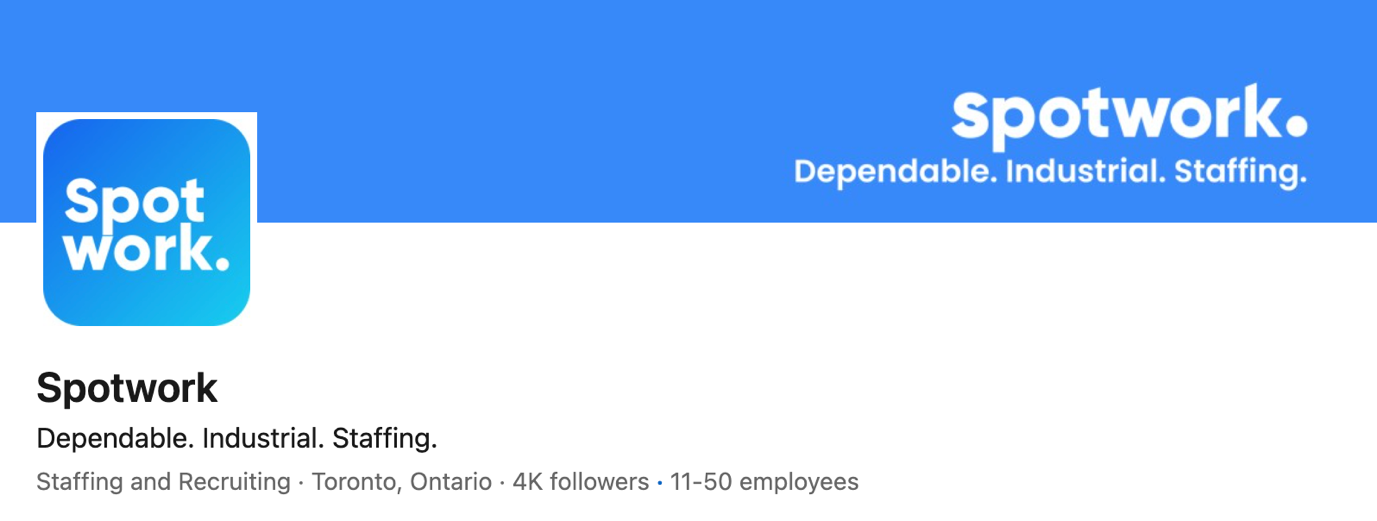 Spotwork.
Dependable. Industrial. Staffing.
Spot
work.
Spotwork
Dependable. Industrial. Staffing.
Staffing and Recruiting · Toronto, Ontario · 4K followers · 11-50 employees